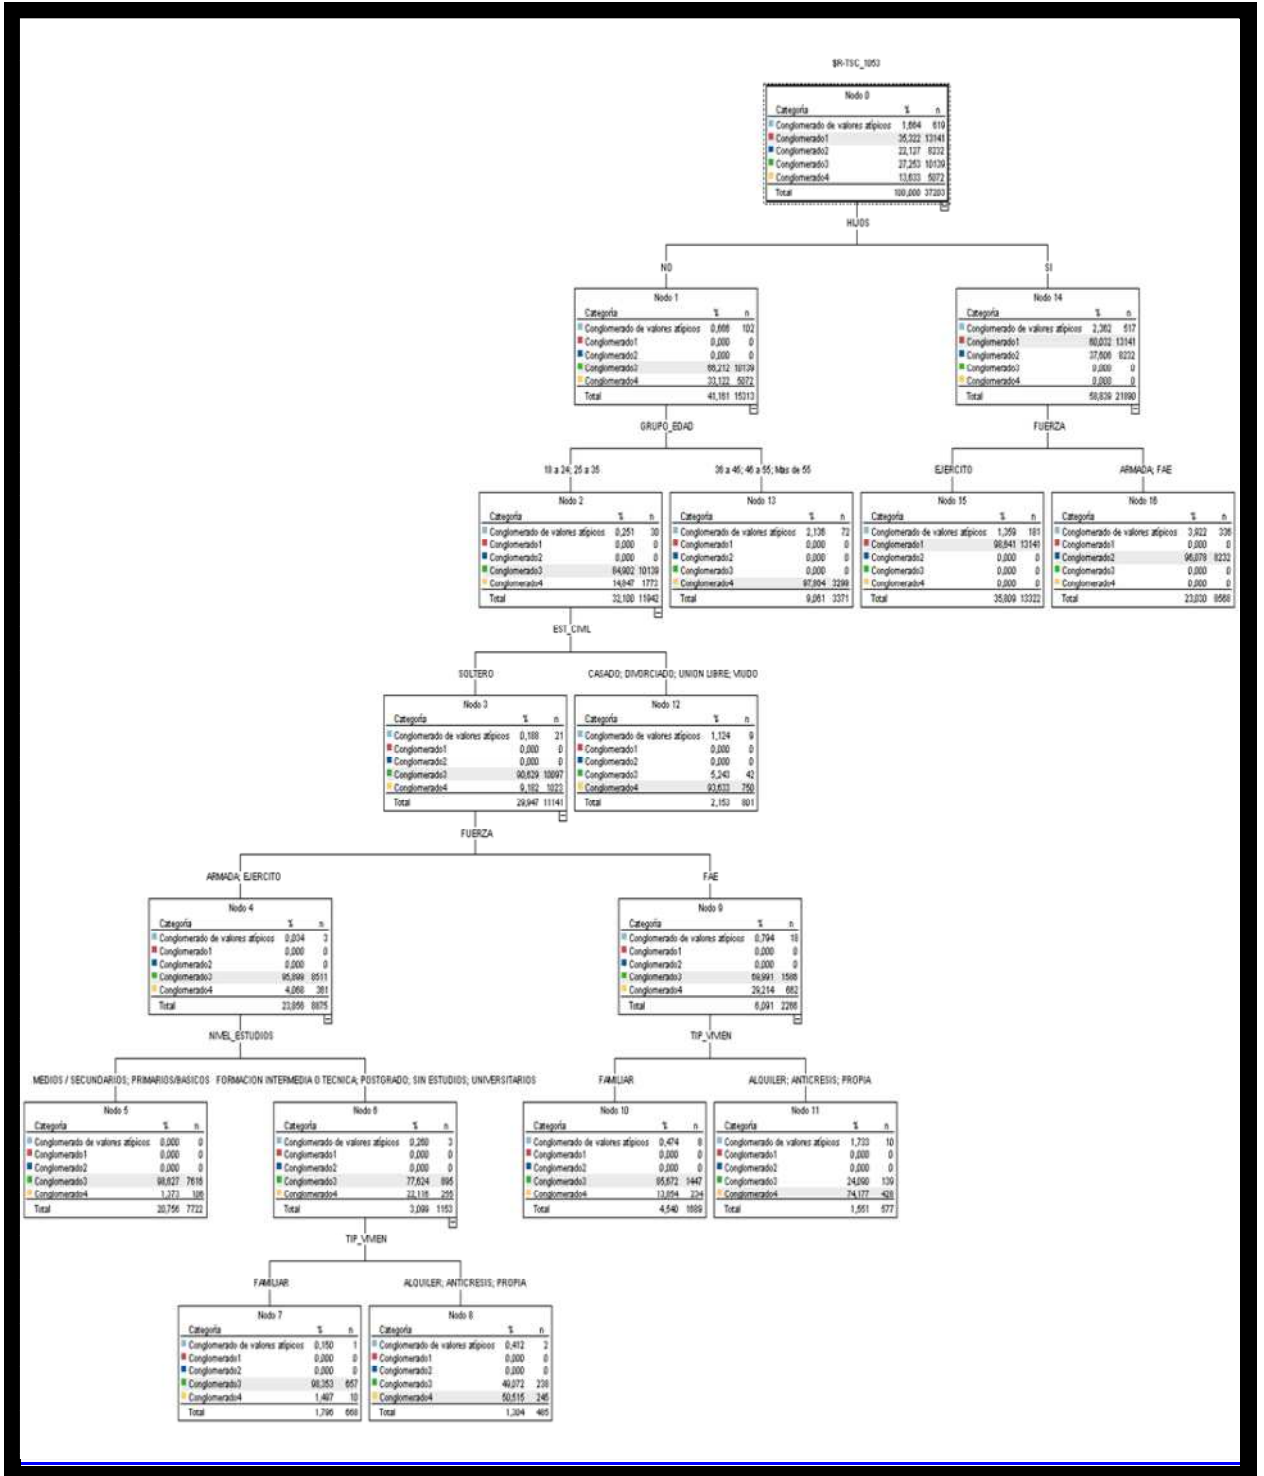 $R-TSC_1053
Nodo 0
Categoría % n
Conglomerado de valores atípicos 1,664 619
Conglomerado1 35,322 13141
Conglomerado2 22,127 8232
Conglomerado3 27,253 10139
Conglomerado4 13,633 5072
Total 100,000 37203
HIJOS
NO
SI
Nodo 1
Categoría % n
Conglomerado de valores atípicos 0,666 102
Conglomerado1 0,000 0
Conglomerado2 0,000 0
Conglomerado3 66,212 10139
Conglomerado4 33,122 5072
Total 41,161 15313
Nodo 14
Categoría % n
Conglomerado de valores atípicos 2,362 517
Conglomerado1 60,032 13141
Conglomerado2 37,606 8232
Conglomerado3 0,000 0
Conglomerado4 0,000 0
Total 58,839 21890
GRUPO_EDAD
FUERZA
18 a 24; 25 a 35
36 a 45; 46 a 55; Mas de 55
EJERCITO
ARMADA; FAE
Nodo 2
Categoría % n
Conglomerado de valores atípicos 0,251 30
Conglomerado1 0,000 0
Conglomerado2 0,000 0
Conglomerado3 84,902 10139
Conglomerado4 14,847 1773
Total 32,100 11942
Nodo 13
Categoría % n
Conglomerado de valores atípicos 2,136 72
Conglomerado1 0,000 0
Conglomerado2 0,000 0
Conglomerado3 0,000 0
Conglomerado4 97,864 3299
Total 9,061 3371
Nodo 15
Categoría % n
Conglomerado de valores atípicos 1,359 181
Conglomerado1 98,641 13141
Conglomerado2 0,000 0
Conglomerado3 0,000 0
Conglomerado4 0,000 0
Total 35,809 13322
Nodo 16
Categoría % n
Conglomerado de valores atípicos 3,922 336
Conglomerado1 0,000 0
Conglomerado2 96,078 8232
Conglomerado3 0,000 0
Conglomerado4 0,000 0
Total 23,030 8568
EST_CIVIL
SOLTERO
CASADO; DIVORCIADO; UNION LIBRE; VIUDO
Nodo 3
Categoría % n
Conglomerado de valores atípicos 0,188 21
Conglomerado1 0,000 0
Conglomerado2 0,000 0
Conglomerado3 90,629 10097
Conglomerado4 9,182 1023
Total 29,947 11141
Nodo 12
Categoría % n
Conglomerado de valores atípicos 1,124 9
Conglomerado1 0,000 0
Conglomerado2 0,000 0
Conglomerado3 5,243 42
Conglomerado4 93,633 750
Total 2,153 801
FUERZA
ARMADA; EJERCITO
FAE
Nodo 4
Categoría % n
Conglomerado de valores atípicos 0,034 3
Conglomerado1 0,000 0
Conglomerado2 0,000 0
Conglomerado3 95,899 8511
Conglomerado4 4,068 361
Total 23,856 8875
Nodo 9
Categoría % n
Conglomerado de valores atípicos 0,794 18
Conglomerado1 0,000 0
Conglomerado2 0,000 0
Conglomerado3 69,991 1586
Conglomerado4 29,214 662
Total 6,091 2266
NIVEL_ESTUDIOS
TIP_VIVIEN
MEDIOS / SECUNDARIOS; PRIMARIOS/BASICOS
FORMACION INTERMEDIA O TECNICA; POSTGRADO; SIN ESTUDIOS; UNIVERSITARIOS
FAMILIAR
ALQUILER; ANTICRESIS; PROPIA
Nodo 5
Categoría % n
Conglomerado de valores atípicos 0,000 0
Conglomerado1 0,000 0
Conglomerado2 0,000 0
Conglomerado3 98,627 7616
Conglomerado4 1,373 106
Total 20,756 7722
Nodo 6
Categoría % n
Conglomerado de valores atípicos 0,260 3
Conglomerado1 0,000 0
Conglomerado2 0,000 0
Conglomerado3 77,624 895
Conglomerado4 22,116 255
Total 3,099 1153
Nodo 10
Categoría % n
Conglomerado de valores atípicos 0,474 8
Conglomerado1 0,000 0
Conglomerado2 0,000 0
Conglomerado3 85,672 1447
Conglomerado4 13,854 234
Total 4,540 1689
Nodo 11
Categoría % n
Conglomerado de valores atípicos 1,733 10
Conglomerado1 0,000 0
Conglomerado2 0,000 0
Conglomerado3 24,090 139
Conglomerado4 74,177 428
Total 1,551 577
TIP_VIVIEN
FAMILIAR
ALQUILER; ANTICRESIS; PROPIA
Nodo 7
Categoría % n
Conglomerado de valores atípicos 0,150 1
Conglomerado1 0,000 0
Conglomerado2 0,000 0
Conglomerado3 98,353 657
Conglomerado4 1,497 10
Total 1,796 668
Nodo 8
Categoría % n
Conglomerado de valores atípicos 0,412 2
Conglomerado1 0,000 0
Conglomerado2 0,000 0
Conglomerado3 49,072 238
Conglomerado4 50,515 245
Total 1,304 485